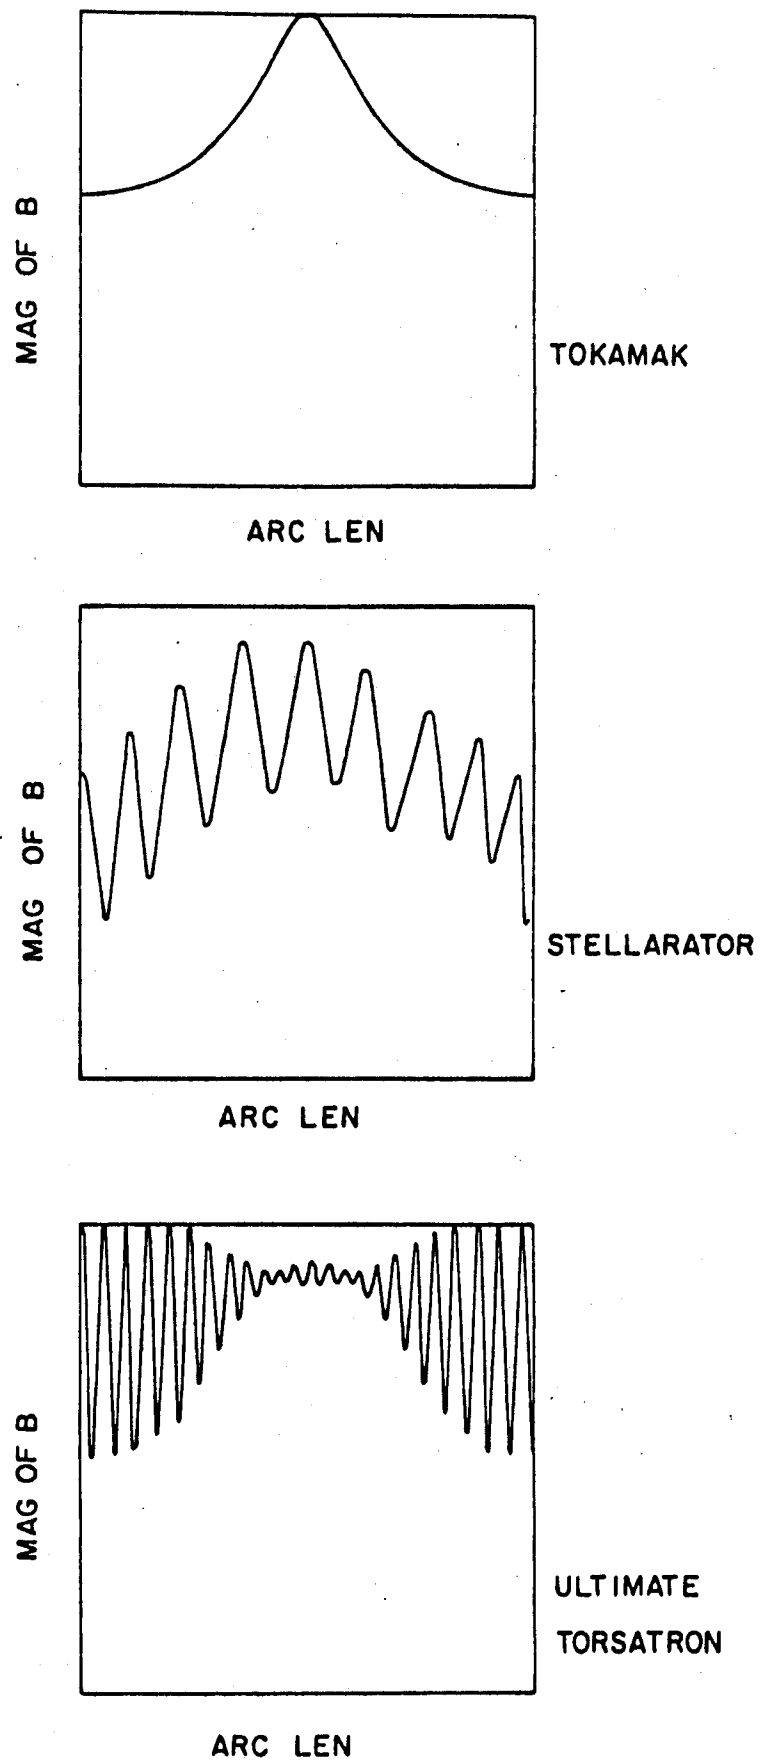 MAG OF B
TOKAMAK
ARC LEN
MAG OF B
STELLARATOR
ARC LEN
MAG OF B
ULTIMATE
TORSATRON
ARC LEN